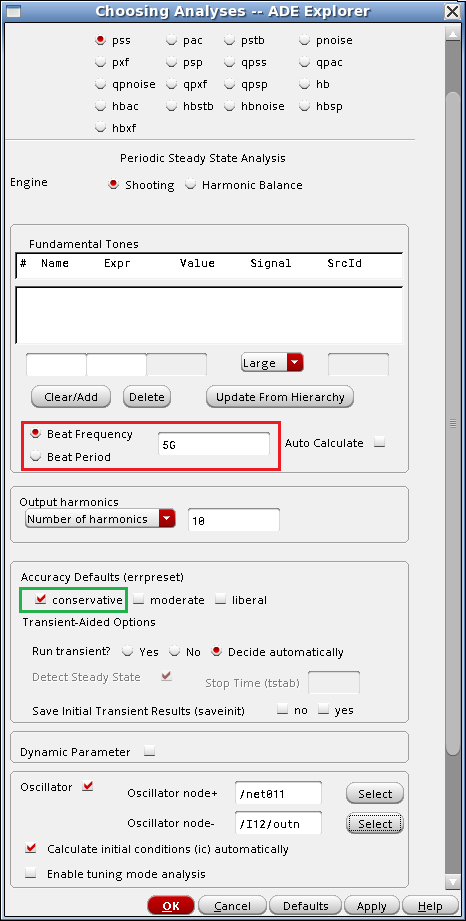 Choosing Analyses -- ADE Explorer
pss pac pstb pnoise
pxf psp qpss qpac
qpnoise qpxf qpsp hb
hbac hbstb hbnoise hbsp
hbxf
Periodic Steady State Analysis
Engine Shooting Harmonic Balance
Fundamental Tones
# Name Expr Value Signal SrcId
Large
Clear/Add Delete Update From Hierarchy
Beat Frequency 5G Auto Calculate
Beat Period
Output harmonics
Number of harmonics 10
Accuracy Defaults (errpreset)
conservative moderate liberal
Transient-Aided Options
Run transient? Yes No Decide automatically
Detect Steady State Stop Time (tstab)
Save Initial Transient Results (saveinit) no yes
Dynamic Parameter
Oscillator Oscillator node+ /net011 Select
Oscillator node- /I12/outn Select
Calculate initial conditions (ic) automatically
Enable tuning mode analysis
OK Cancel Defaults Apply Help